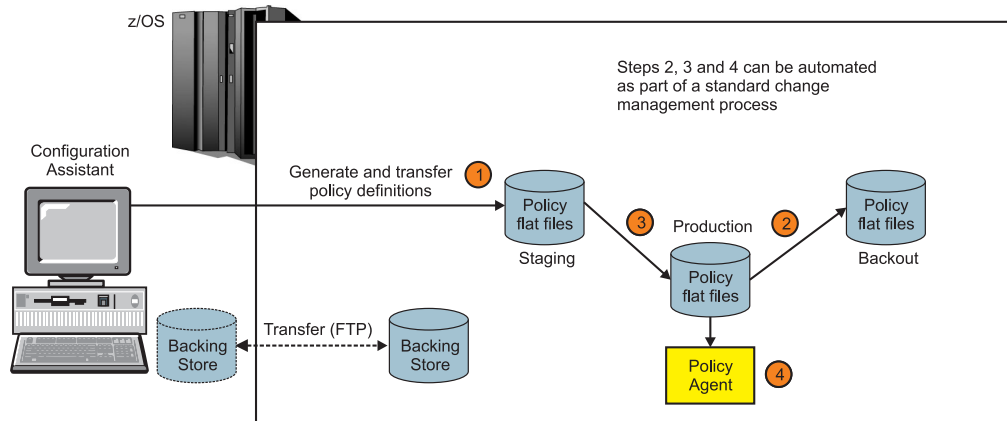 z/OS
Steps 2, 3 and 4 can be automated
as part of a standard change
management process
Configuration
Assistant
Generate and transfer
policy definitions
1
Policy
flat files
Staging
3
Production
Policy
flat files
2
Policy
flat files
Backout
Backing
Store
Transfer (FTP)
Backing
Store
Policy
Agent
4